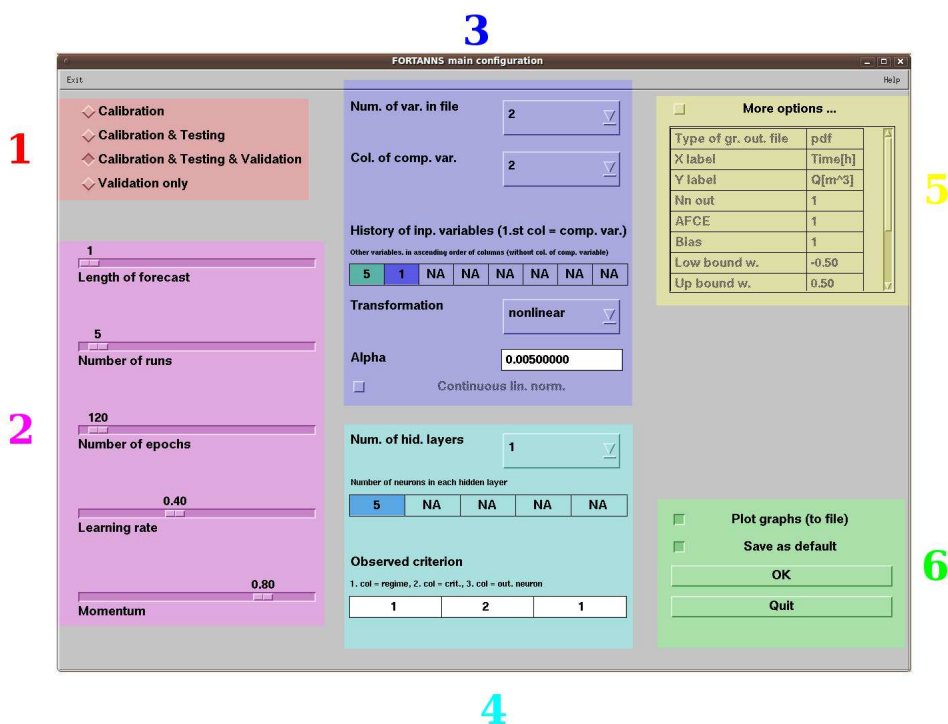 3
FORTANNS main configuration
Exit
Help
1
Calibration
Calibration & Testing
Calibration & Testing & Validation
Validation only
2
1
Length of forecast
5
Number of runs
120
Number of epochs
0.40
Learning rate
0.80
Momentum
Num. of var. in file 2
Col. of comp. var. 2
History of inp. variables (1.st col = comp. var.)
Other variables. in ascending order of columns (without col. of comp. variable)
5 1 NA NA NA NA NA NA
Transformation nonlinear
Alpha 0.00500000
Continuous lin. norm.
Num. of hid. layers 1
Number of neurons in each hidden layer
5 NA NA NA NA
Observed criterion
1. col = regime, 2. col = crit., 3. col = out. neuron
1 2 1
4
5
More options ...
Type of gr. out. file pdf
X label Time[h]
Y label Q[m^3]
Nn out 1
AFCE 1
Bias 1
Low bound w. -0.50
Up bound w. 0.50
6
Plot graphs (to file)
Save as default
OK
Quit